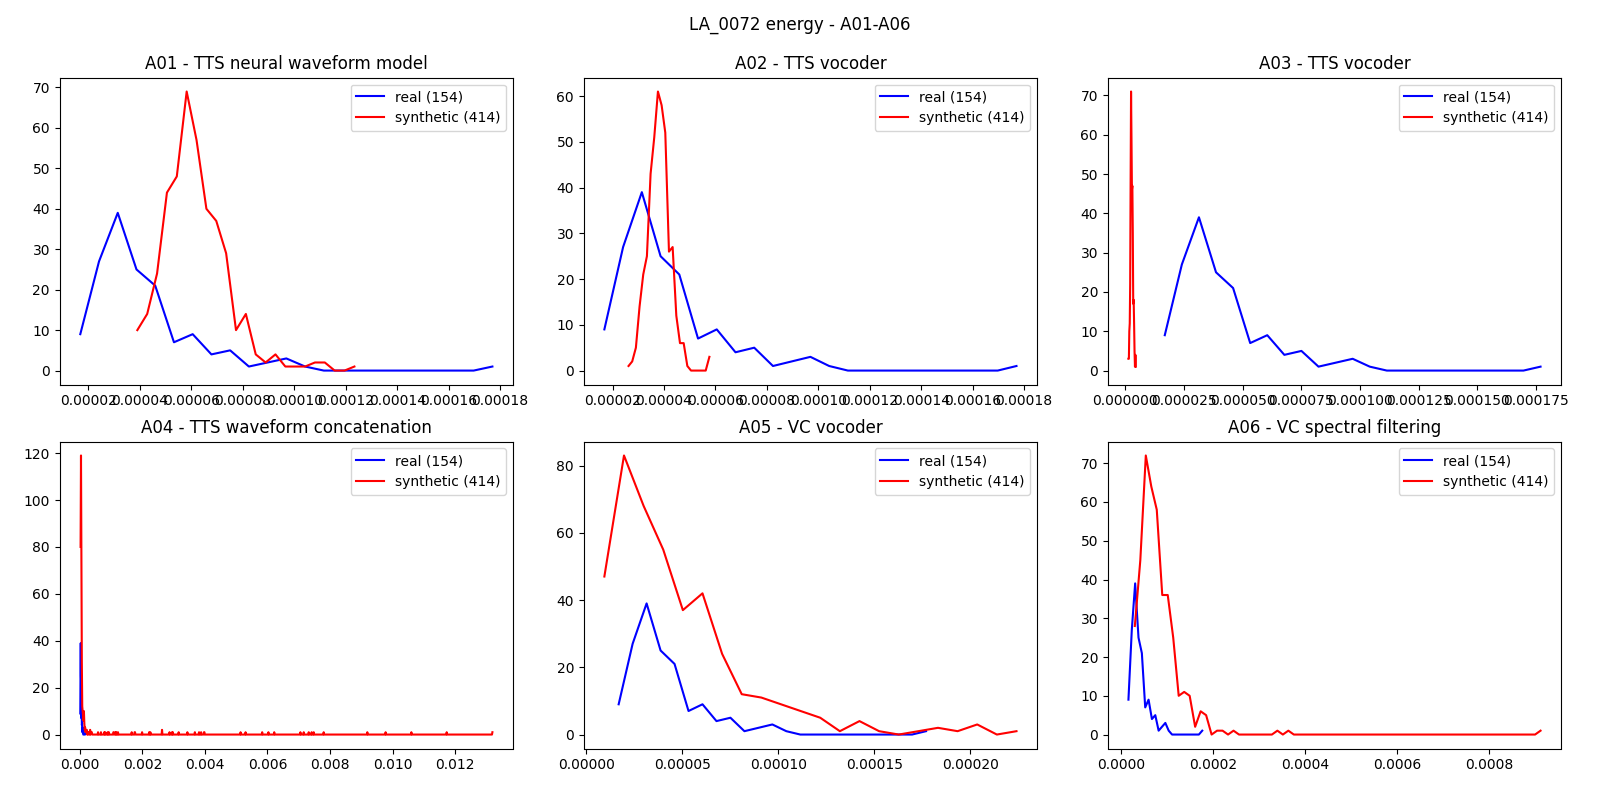 LA_0072 energy - A01-A06
A01 - TTS neural waveform model
70
60
50
40
30
20
10
0
real (154)
synthetic (414)
0.00002 0.00004 0.00006 0.00008 0.00010 0.00012 0.00014 0.00016 0.00018
A02 - TTS vocoder
60
50
40
30
20
10
0
real (154)
synthetic (414)
0.00002 0.00004 0.00006 0.00008 0.00010 0.00012 0.00014 0.00016 0.00018
A03 - TTS vocoder
70
60
50
40
30
20
10
0
real (154)
synthetic (414)
0.000000 0.000025 0.000050 0.000075 0.000100 0.000125 0.000150 0.000175
A04 - TTS waveform concatenation
120
100
80
60
40
20
0
real (154)
synthetic (414)
0.000 0.002 0.004 0.006 0.008 0.010 0.012
A05 - VC vocoder
80
60
40
20
0
real (154)
synthetic (414)
0.00000 0.00005 0.00010 0.00015 0.00020
A06 - VC spectral filtering
70
60
50
40
30
20
10
0
real (154)
synthetic (414)
0.0000 0.0002 0.0004 0.0006 0.0008